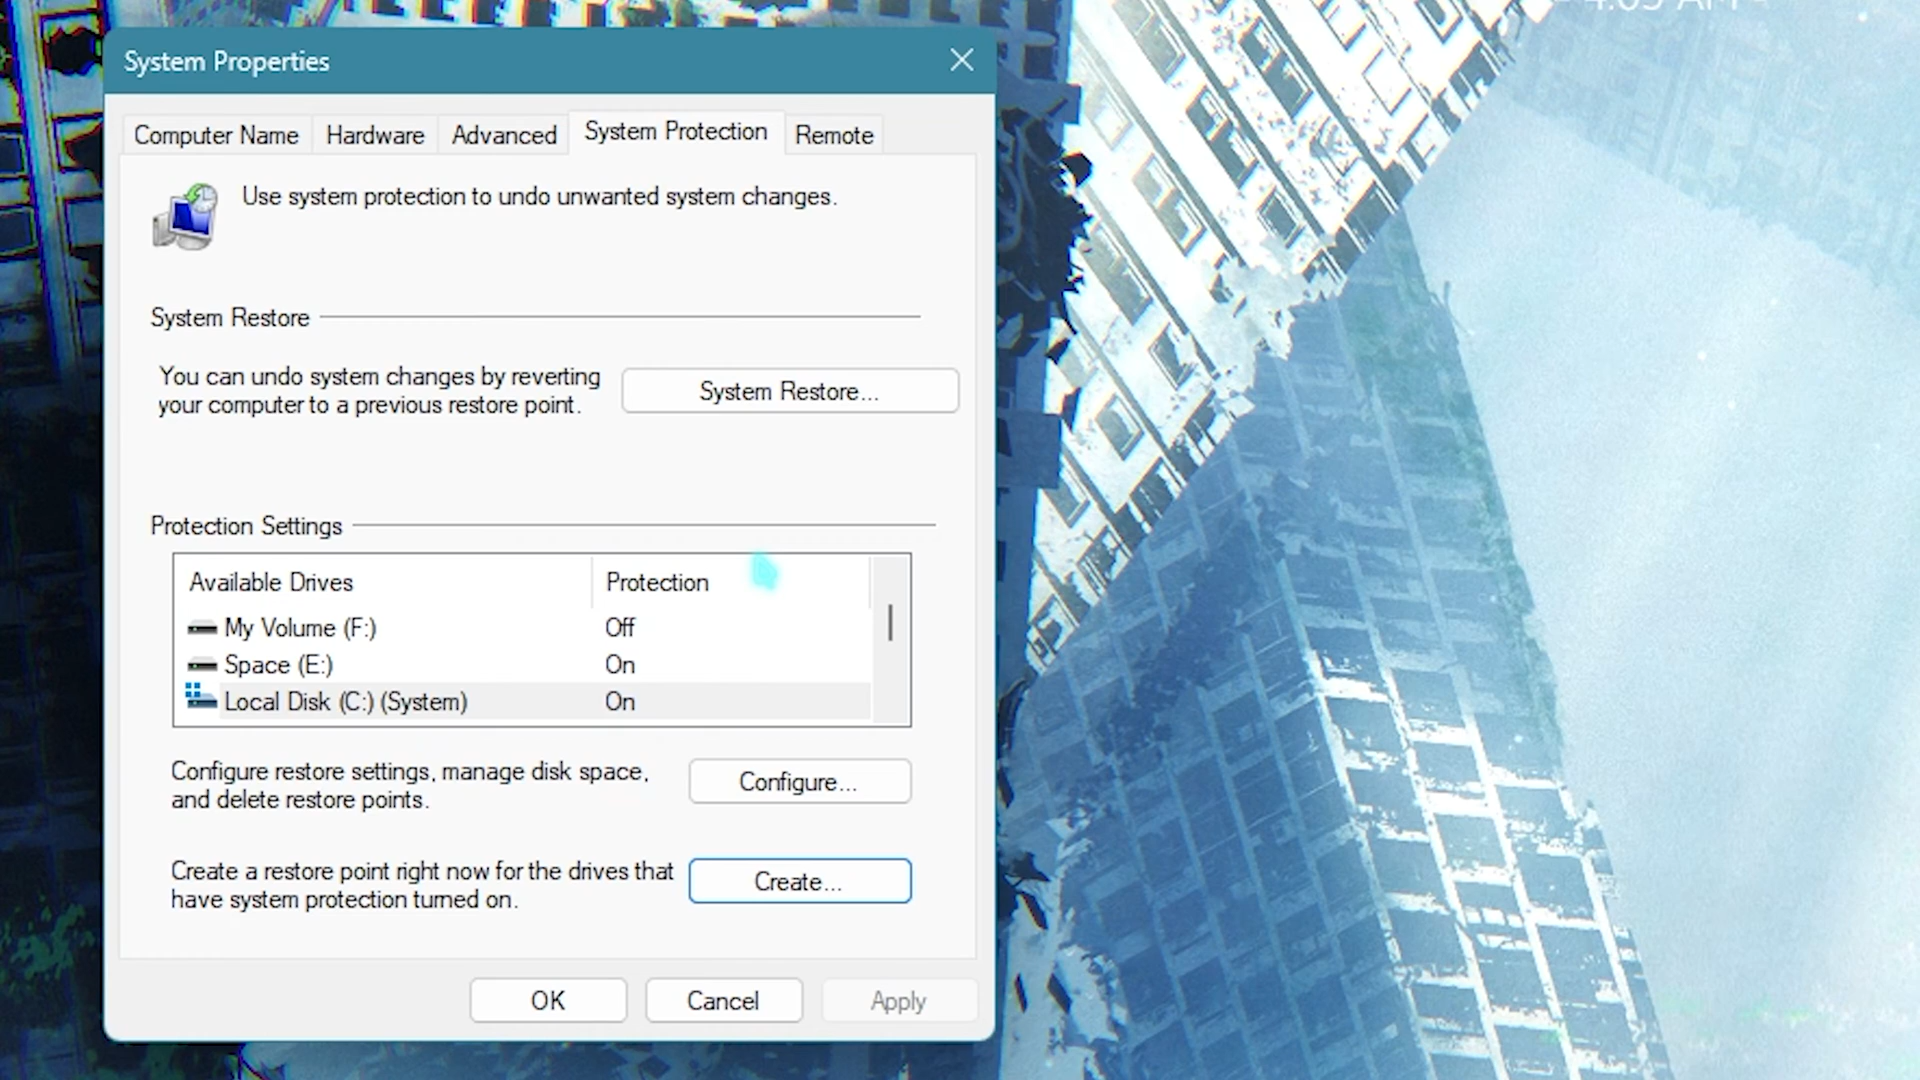 4:05 AM
System Properties
Computer Name Hardware Advanced System Protection Remote
Use system protection to undo unwanted system changes.
System Restore
You can undo system changes by reverting
your computer to a previous restore point.
System Restore...
Protection Settings
Available Drives Protection
My Volume (F:) Off
Space (E:) On
Local Disk (C:) (System) On
Configure restore settings, manage disk space,
and delete restore points.
Configure...
Create a restore point right now for the drives that
have system protection turned on.
Create...
OK Cancel Apply